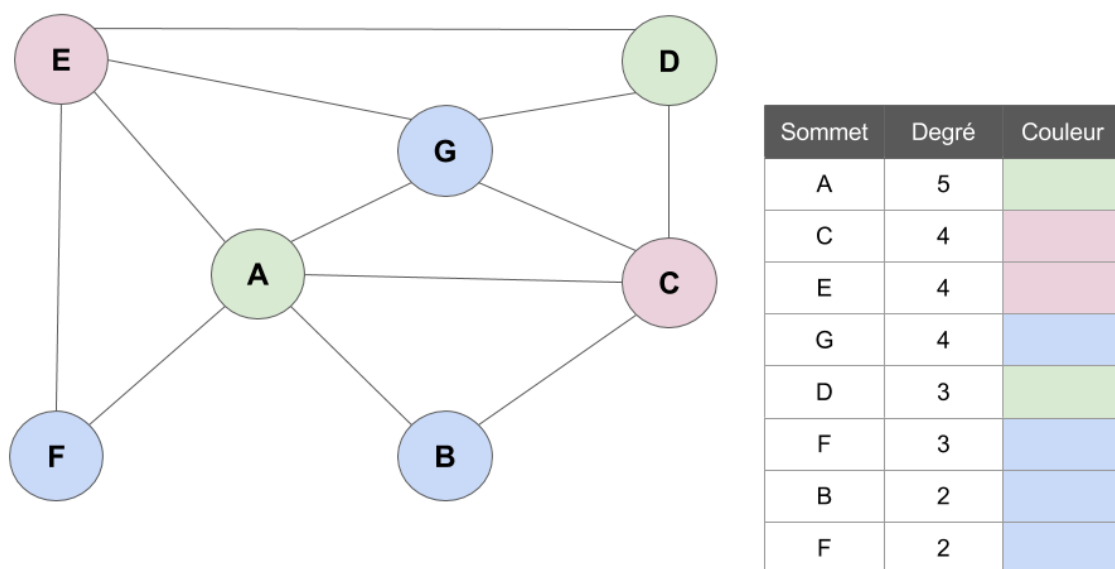 E
D
G
A
C
F
B
Sommet Degré Couleur
A 5
C 4
E 4
G 4
D 3
F 3
B 2
F 2